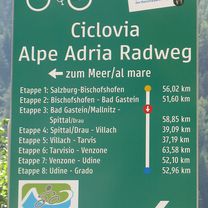 Ciclovia
Alpe Adria Radweg
← zum Meer/al mare
Etappe 1: Salzburg-Bischofshofen 56,02 km
Etappe 2: Bischofshofen - Bad Gastein 51,60 km
Etappe 3: Bad Gastein/Mallnitz -
Spittal/Drau 58,85 km
Etappe 4: Spittal/Drau - Villach 39,09 km
Etappe 5: Villach - Tarvis 37,19 km
Etappe 6: Tarvisio - Venzone 63,58 km
Etappe 7: Venzone - Udine 52,10 km
Etappe 8: Udine - Grado 52,96 km